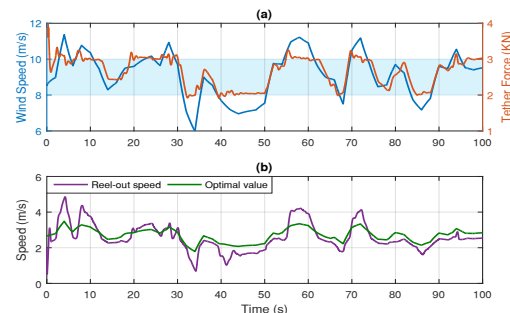 (a)
12
10
8
6
Wind Speed (m/s)
4
3
2
1
Tether Force (KN)
0 10 20 30 40 50 60 70 80 90 100
(b)
Reel-out speed
Optimal value
6
4
2
0
Speed (m/s)
0 10 20 30 40 50 60 70 80 90 100
Time (s)